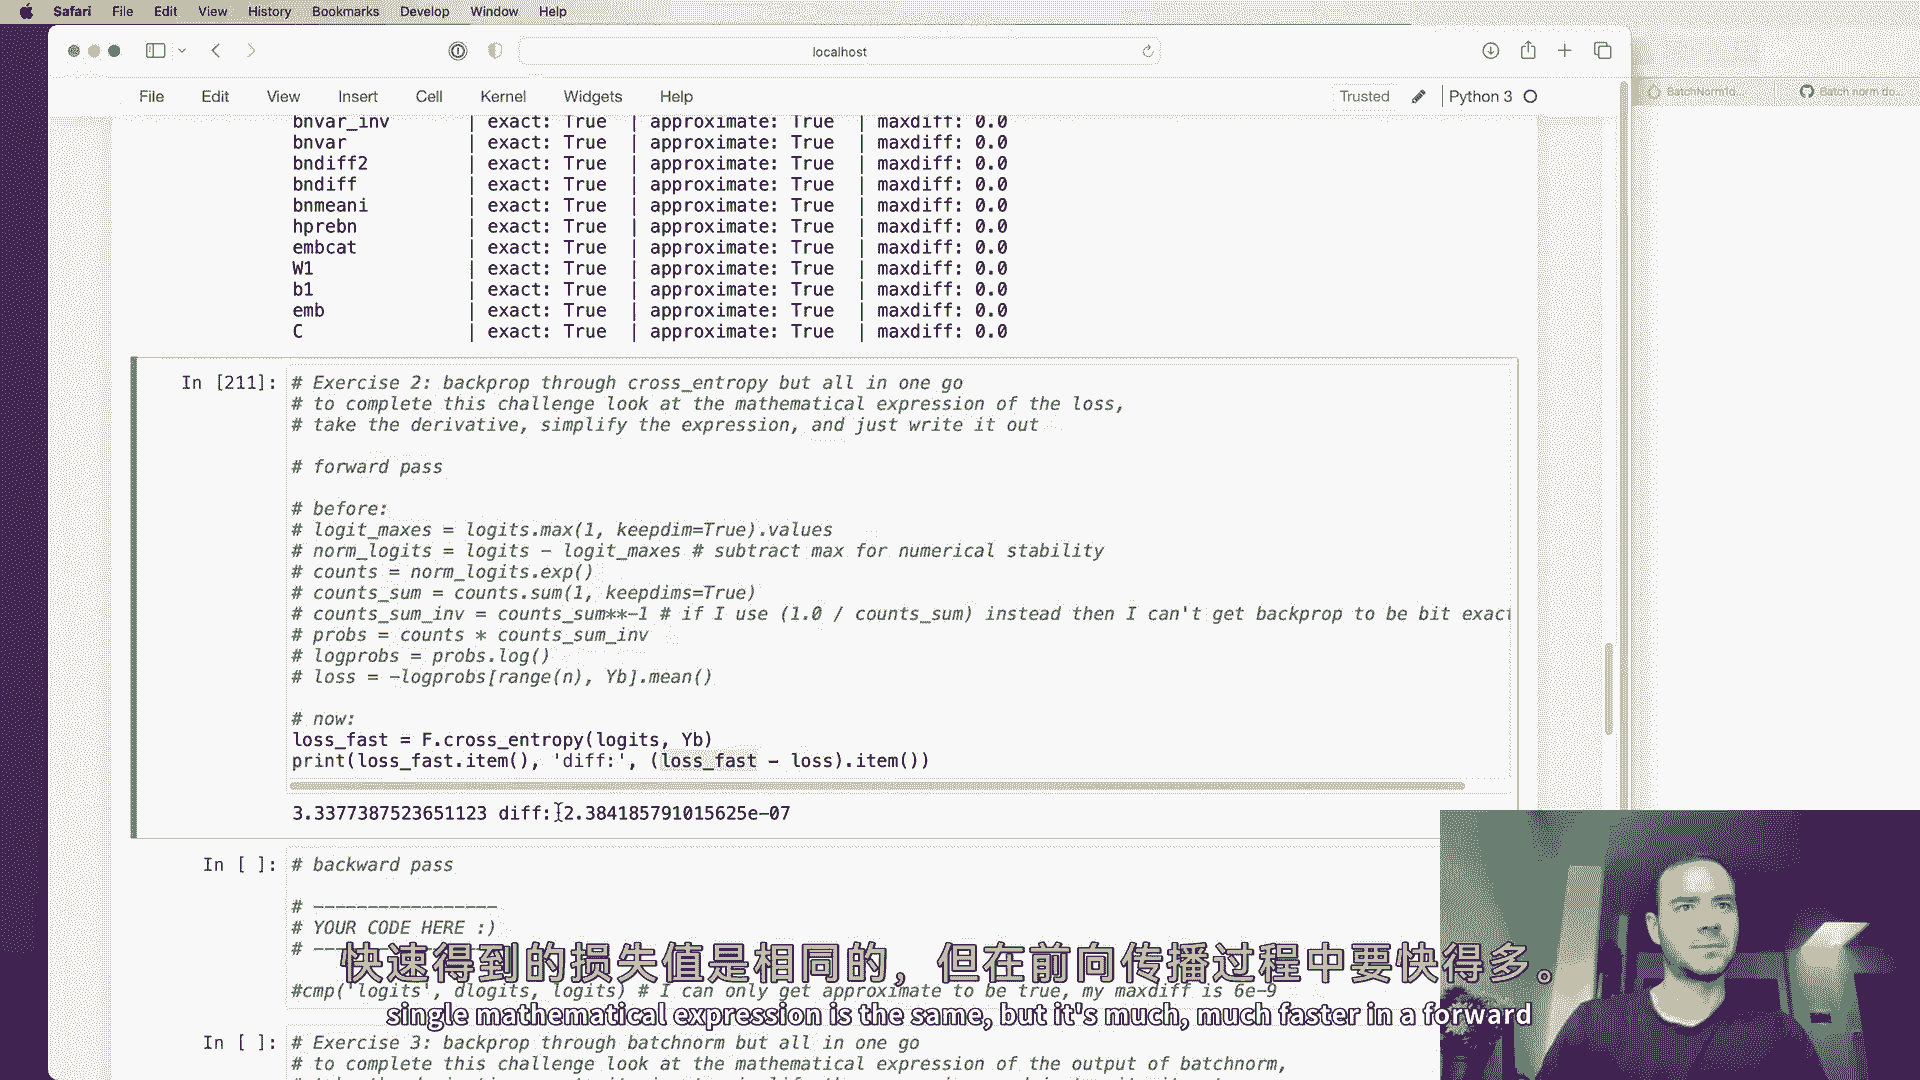 Safari File Edit View History Bookmarks Develop Window Help
localhost
File Edit View Insert Cell Kernel Widgets Help Trusted Python 3
BatchNorm1d... Batch norm do...
bnvar_inv | exact: True | approximate: True | maxdiff: 0.0
bnvar | exact: True | approximate: True | maxdiff: 0.0
bndiff2 | exact: True | approximate: True | maxdiff: 0.0
bndiff | exact: True | approximate: True | maxdiff: 0.0
bnmeani | exact: True | approximate: True | maxdiff: 0.0
hprebn | exact: True | approximate: True | maxdiff: 0.0
embcat | exact: True | approximate: True | maxdiff: 0.0
W1 | exact: True | approximate: True | maxdiff: 0.0
b1 | exact: True | approximate: True | maxdiff: 0.0
emb | exact: True | approximate: True | maxdiff: 0.0
C | exact: True | approximate: True | maxdiff: 0.0
In [211]: # Exercise 2: backprop through cross_entropy but all in one go
# to complete this challenge look at the mathematical expression of the loss,
# take the derivative, simplify the expression, and just write it out
# forward pass
# before:
# logit_maxes = logits.max(1, keepdim=True).values
# norm_logits = logits - logit_maxes # subtract max for numerical stability
# counts = norm_logits.exp()
# counts_sum = counts.sum(1, keepdims=True)
# counts_sum_inv = counts_sum**-1 # if I use (1.0 / counts_sum) instead then I can't get backprop to be bit exact
# probs = counts * counts_sum_inv
# logprobs = probs.log()
# loss = -logprobs[range(n), Yb].mean()
# now:
loss_fast = F.cross_entropy(logits, Yb)
print(loss_fast.item(), 'diff:', (loss_fast - loss).item())
3.3377387523651123 diff: 2.384185791015625e-07
In [ ]: # backward pass
# -----------------
# YOUR CODE HERE :)
# -----------------
快速得到的损失值是相同的，但在前向传播过程中要快得多。
#cmp('logits', dlogits, logits) # I can only get approximate to be true, my maxdiff is 6e-9
single mathematical expression is the same, but it's much, much faster in a forward
In [ ]: # Exercise 3: backprop through batchnorm but all in one go
# to complete this challenge look at the mathematical expression of the output of batchnorm,